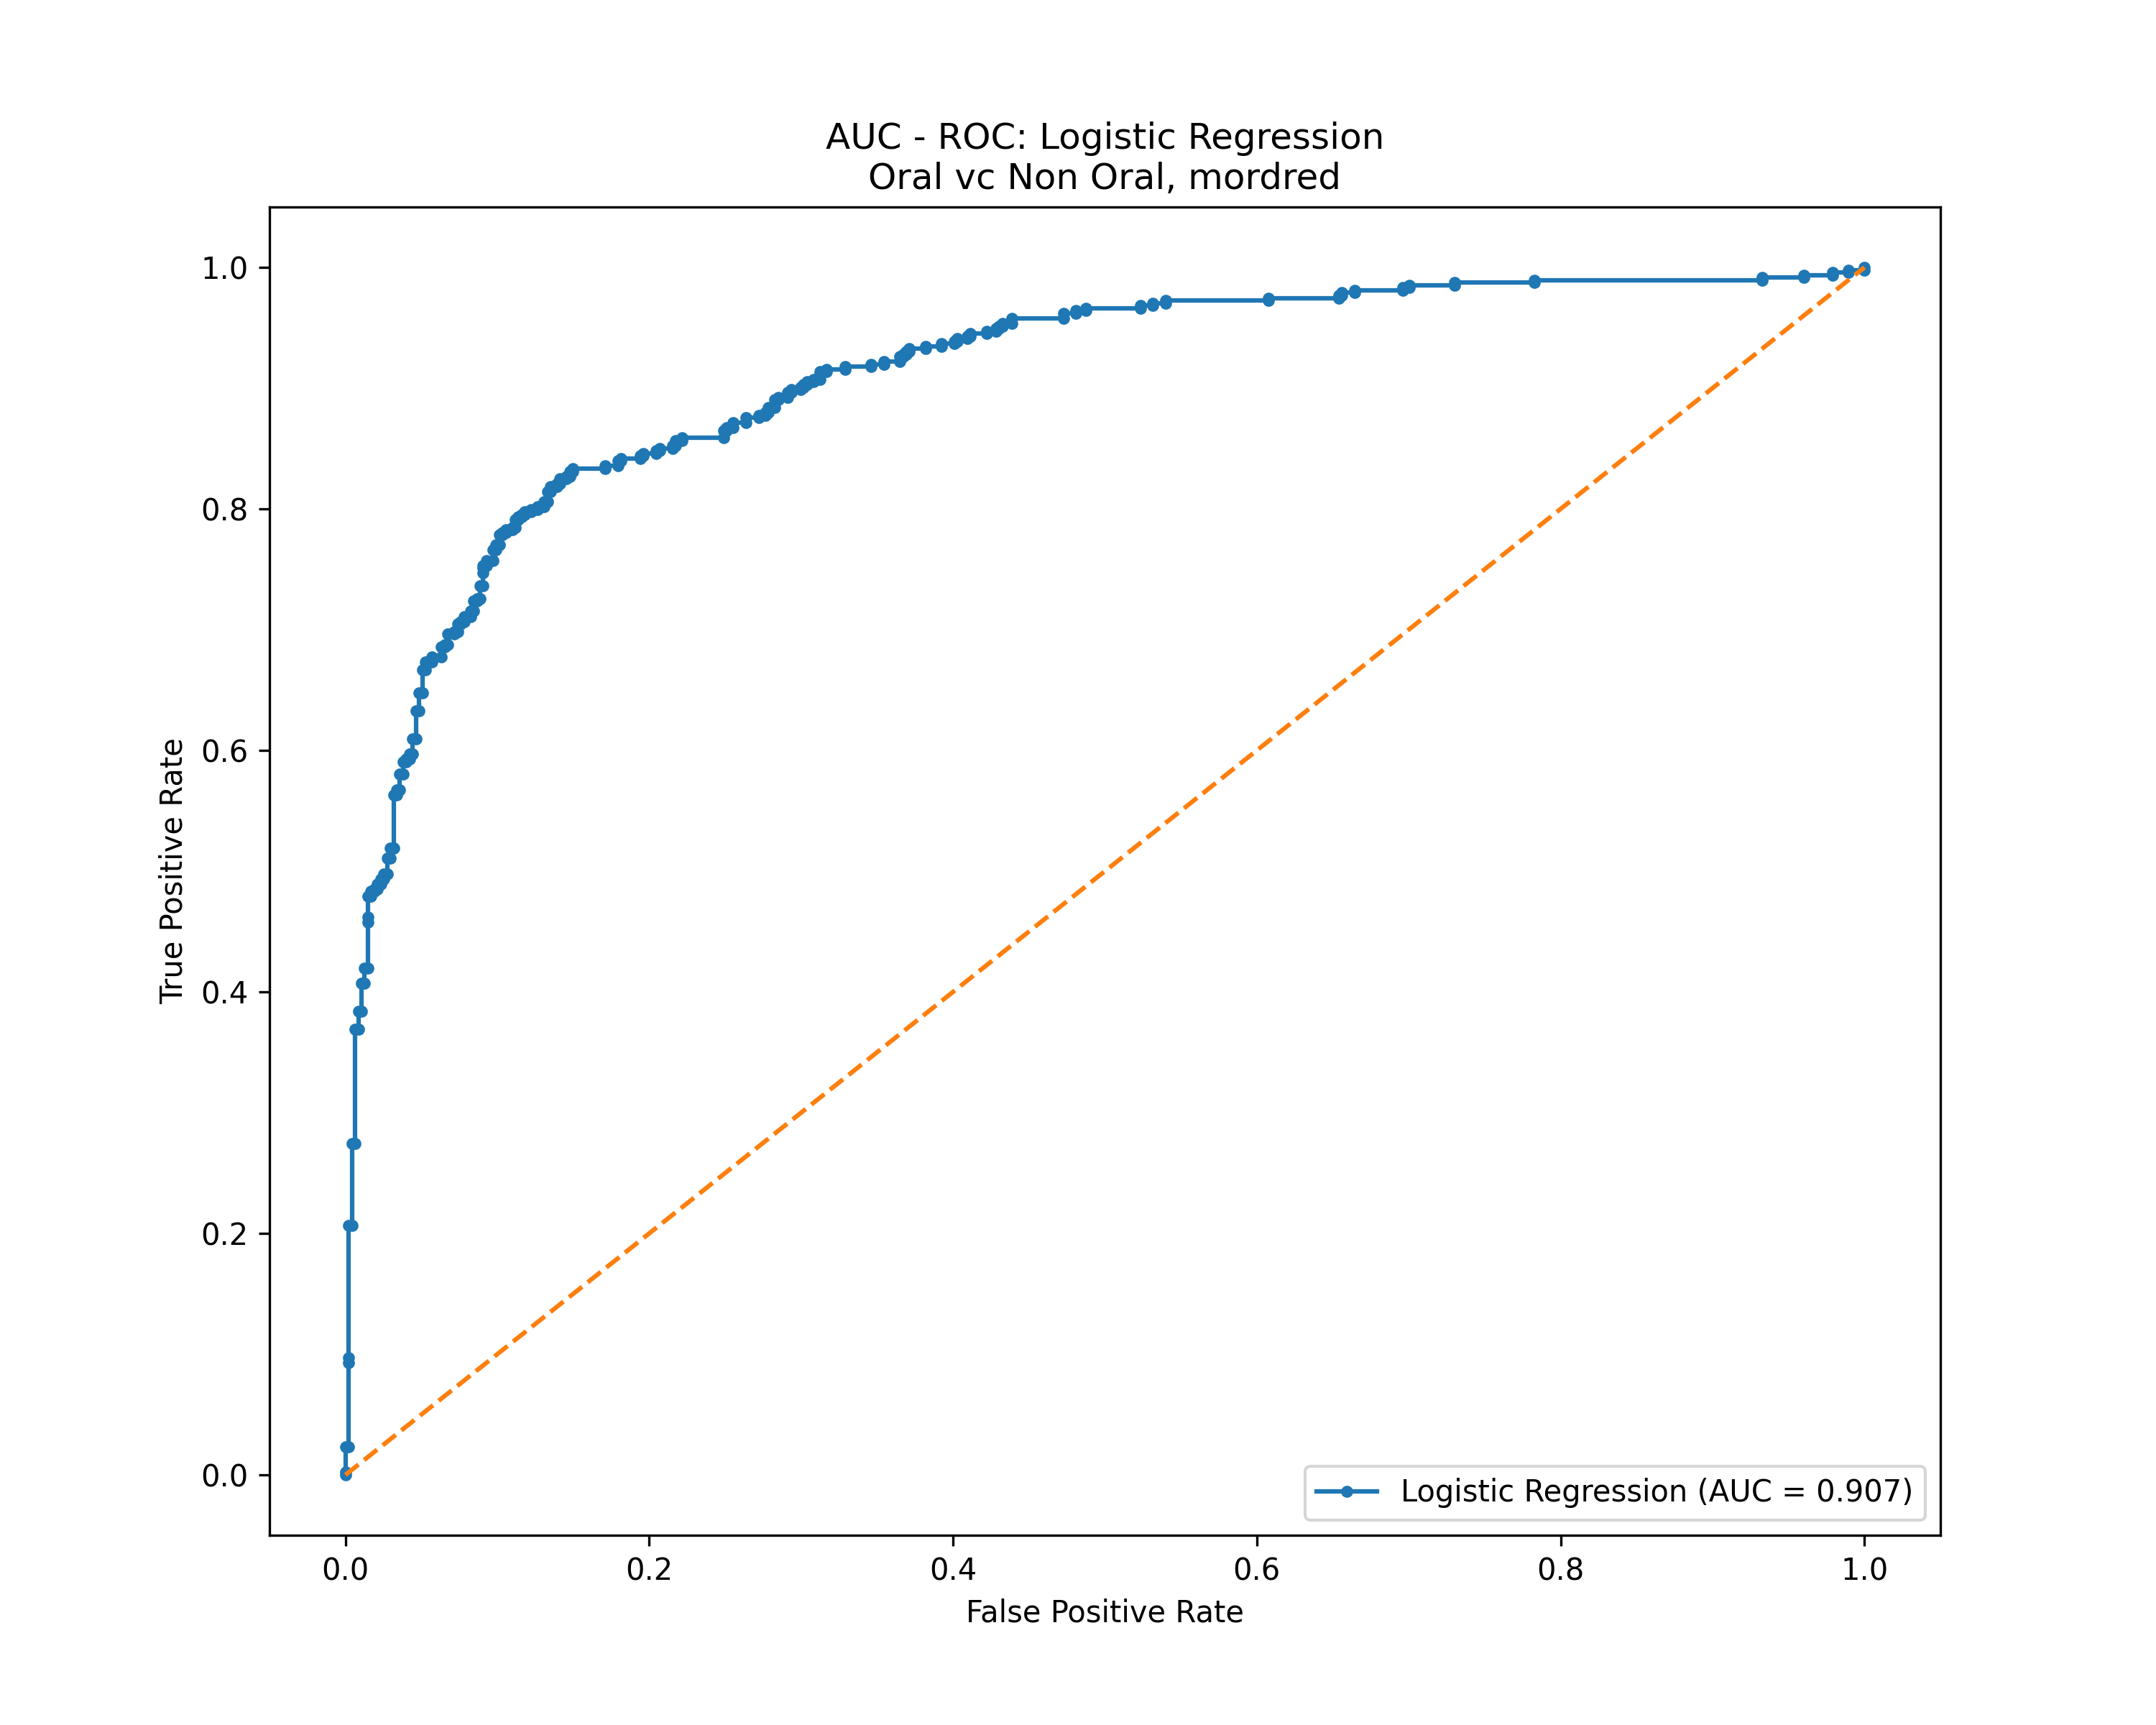 AUC - ROC: Logistic Regression
Oral vc Non Oral, mordred
True Positive Rate
1.0
0.8
0.6
0.4
0.2
0.0
Logistic Regression (AUC = 0.907)
0.0 0.2 0.4 0.6 0.8 1.0
False Positive Rate